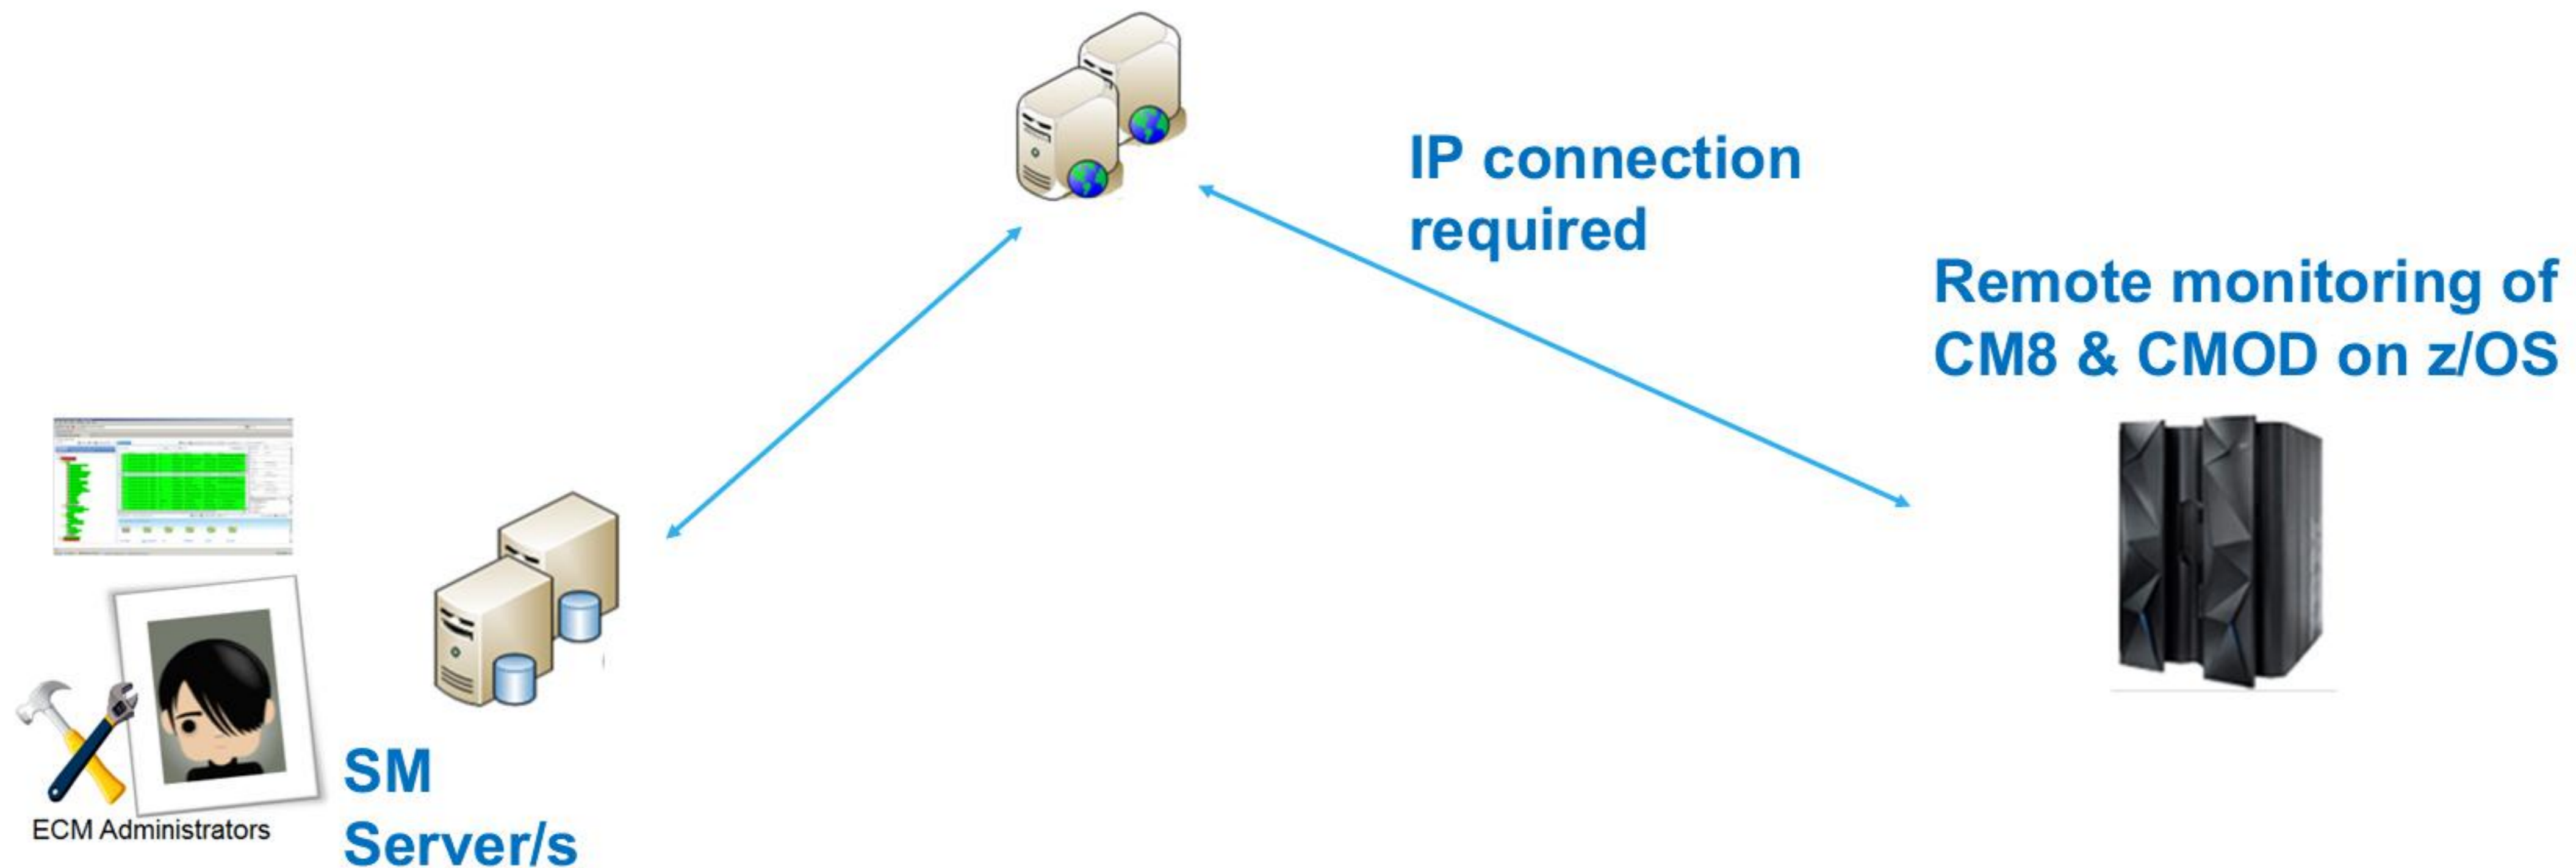 IP connection
required
Remote monitoring of
CM8 & CMOD on z/OS
ECM Administrators
SM
Server/s